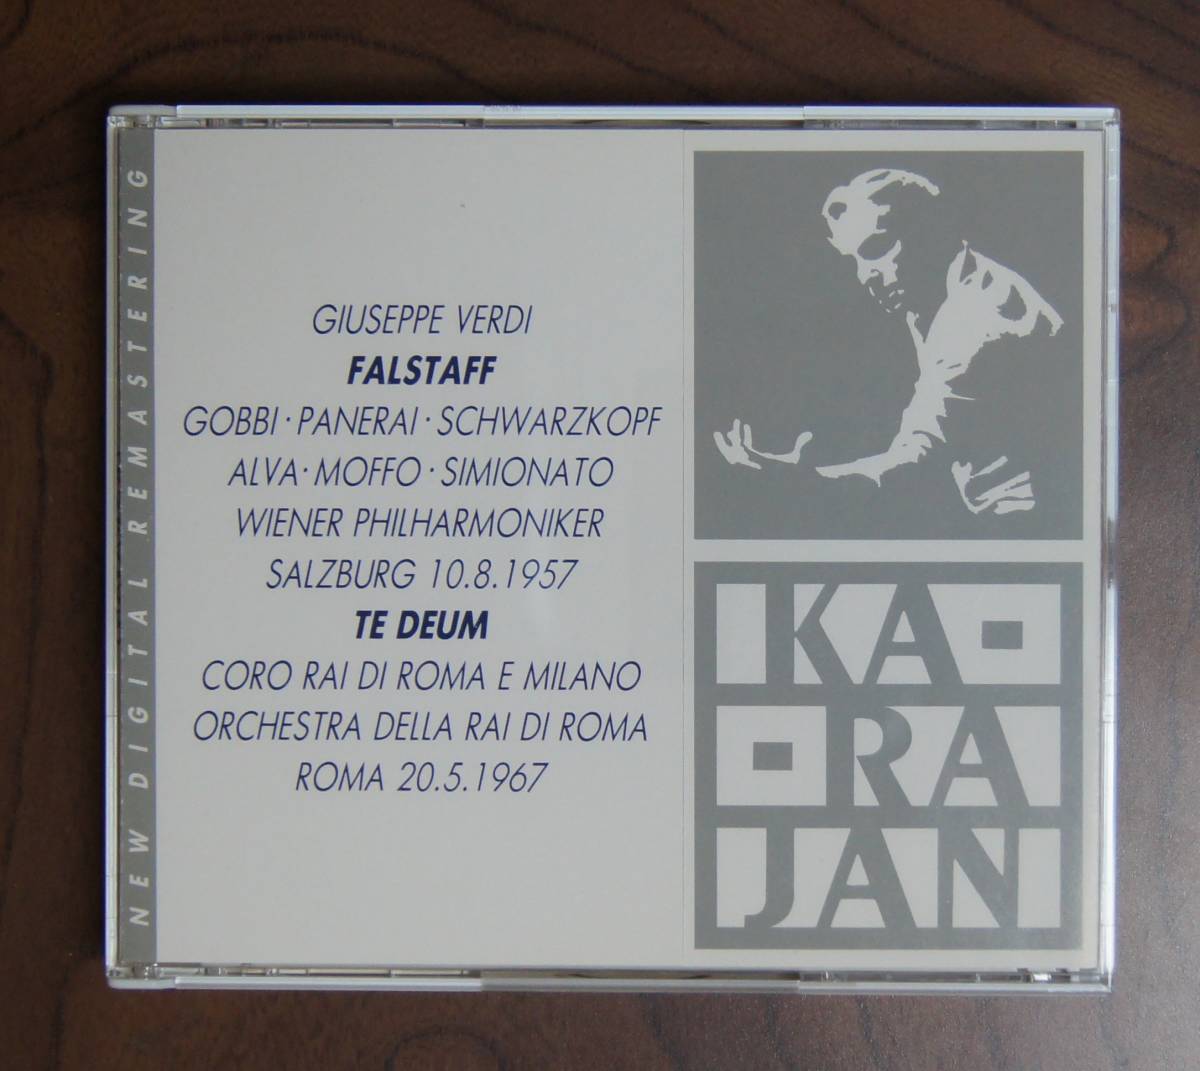 NEW DIGITAL REMASTERING
GIUSEPPE VERDI
FALSTAFF
GOBBI · PANERAI · SCHWARZKOPF
ALVA · MOFFO · SIMIONATO
WIENER PHILHARMONIKER
SALZBURG 10.8.1957
TE DEUM
CORO RAI DI ROMA E MILANO
ORCHESTRA DELLA RAI DI ROMA
ROMA 20.5.1967
KA
RA
JAN